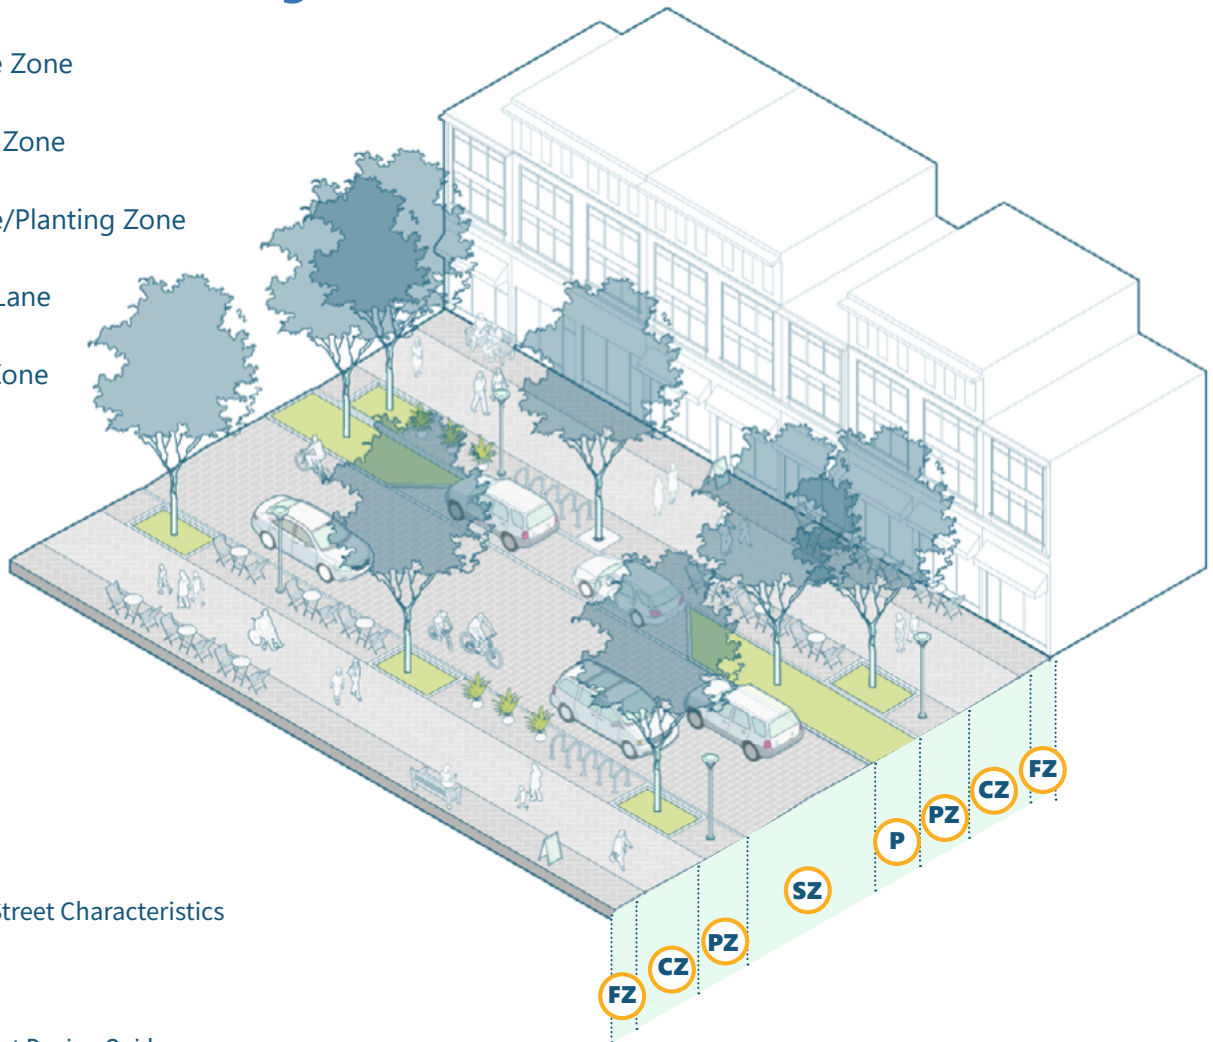 g
e Zone
Zone
e/Planting Zone
Lane
Zone
Street Characteristics
FZ
CZ
PZ
P
SZ
PZ
CZ
FZ